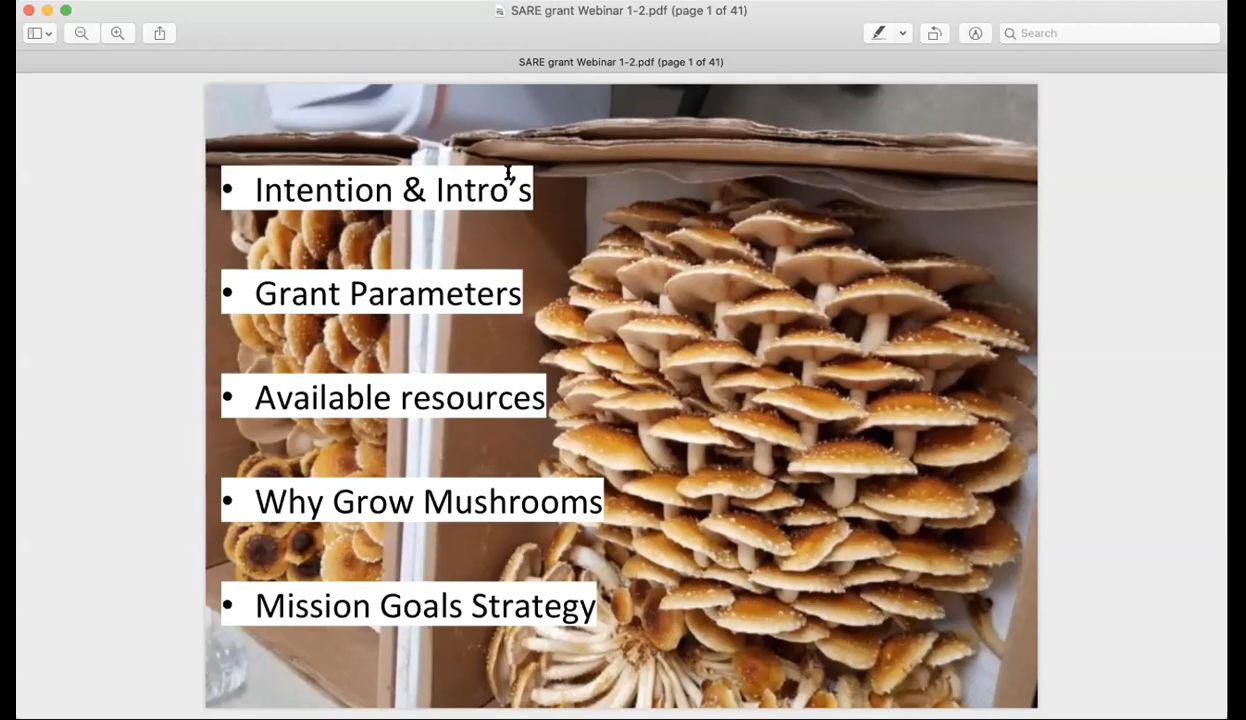 SARE grant Webinar 1-2.pdf (page 1 of 41)
Search
SARE grant Webinar 1-2.pdf (page 1 of 41)
• Intention & Intro's
• Grant Parameters
• Available resources
• Why Grow Mushrooms
• Mission Goals Strategy